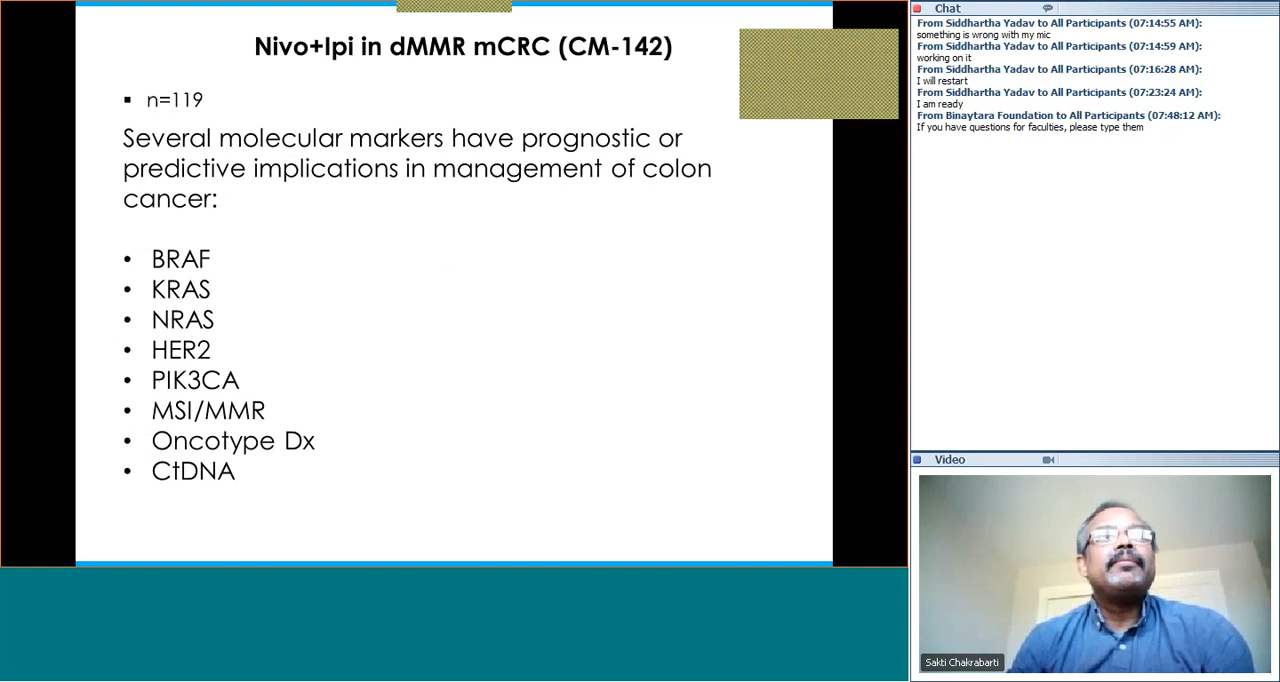 Nivo+Ipi in dMMR mCRC (CM-142)
▪ n=119
Several molecular markers have prognostic or
predictive implications in management of colon
cancer:
• BRAF
• KRAS
• NRAS
• HER2
• PIK3CA
• MSI/MMR
• Oncotype Dx
• CtDNA
Chat
From Siddhartha Yadav to All Participants (07:14:55 AM):
something is wrong with my mic
From Siddhartha Yadav to All Participants (07:14:59 AM):
working on it
From Siddhartha Yadav to All Participants (07:16:28 AM):
I will restart
From Siddhartha Yadav to All Participants (07:23:24 AM):
I am ready
From Binaytara Foundation to All Participants (07:48:12 AM):
If you have questions for faculties, please type them
Video
Sakti Chakrabarti